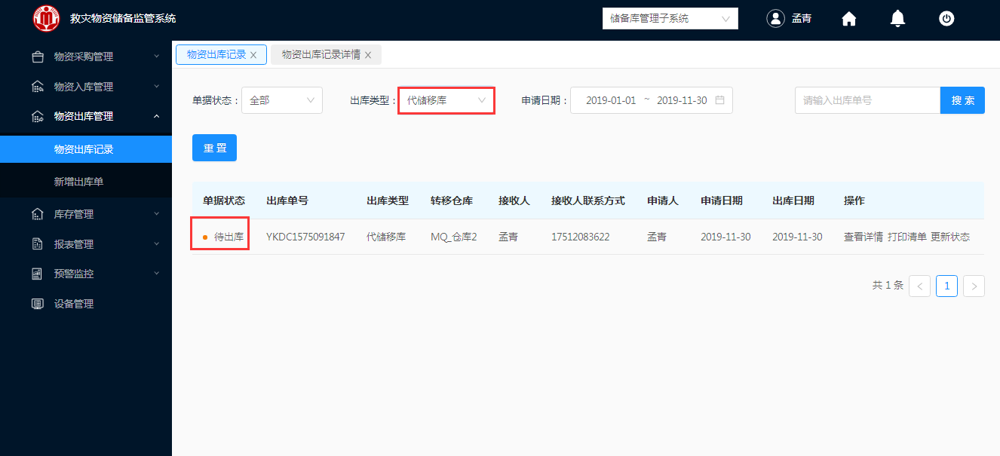 救灾物资储备监管系统
储备库管理子系统
孟青
物资采购管理
物资入库管理
物资出库管理
物资出库记录
新增出库单
库存管理
报表管理
预警监控
设备管理
物资出库记录 物资出库记录详情
单据状态： 全部 出库类型： 代储移库 申请日期： 2019-01-01 ~ 2019-11-30 请输入出库单号 搜 索
重 置
单据状态 出库单号 出库类型 转移仓库 接收人 接收人联系方式 申请人 申请日期 出库日期 操作
待出库 YKDC1575091847 代储移库 MQ_仓库2 孟青 17512083622 孟青 2019-11-30 2019-11-30 查看详情 打印清单 更新状态
共 1 条 < 1 >